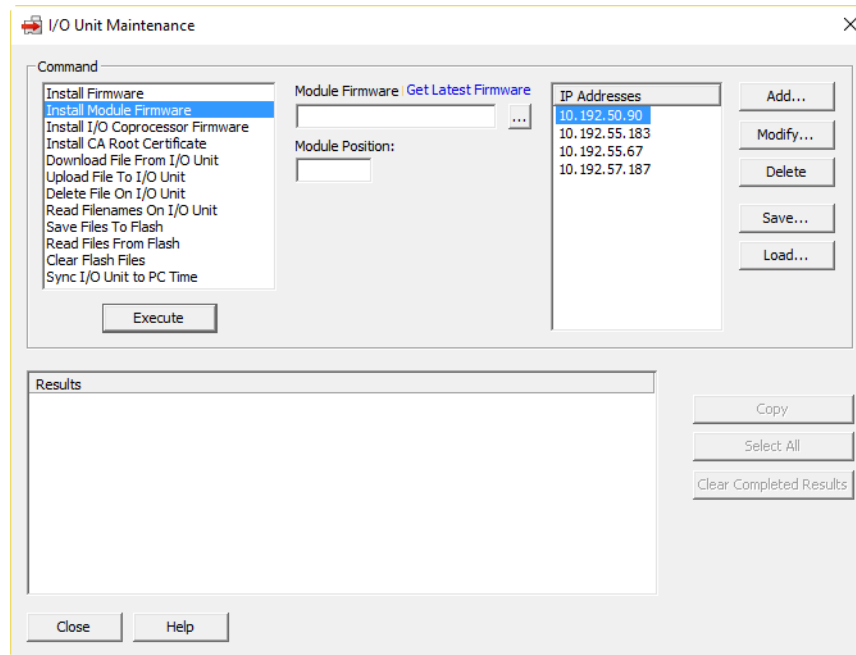 I/O Unit Maintenance
Command
Install Firmware
Install Module Firmware
Install I/O Coprocessor Firmware
Install CA Root Certificate
Download File From I/O Unit
Upload File To I/O Unit
Delete File On I/O Unit
Read Filenames On I/O Unit
Save Files To Flash
Read Files From Flash
Clear Flash Files
Sync I/O Unit to PC Time
Execute
Module Firmware Get Latest Firmware
...
Module Position:
IP Addresses
10.192.50.90
10.192.55.183
10.192.55.67
10.192.57.187
Add...
Modify...
Delete
Save...
Load...
Results
Copy
Select All
Clear Completed Results
Close Help